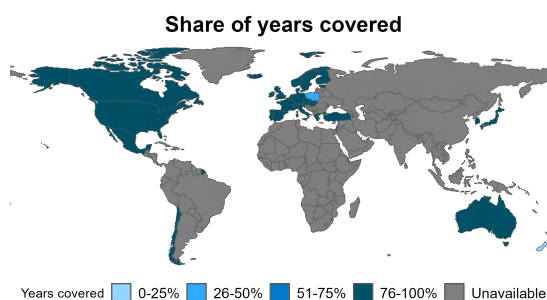 Share of years covered
Years covered 0-25% 26-50% 51-75% 76-100% Unavailable